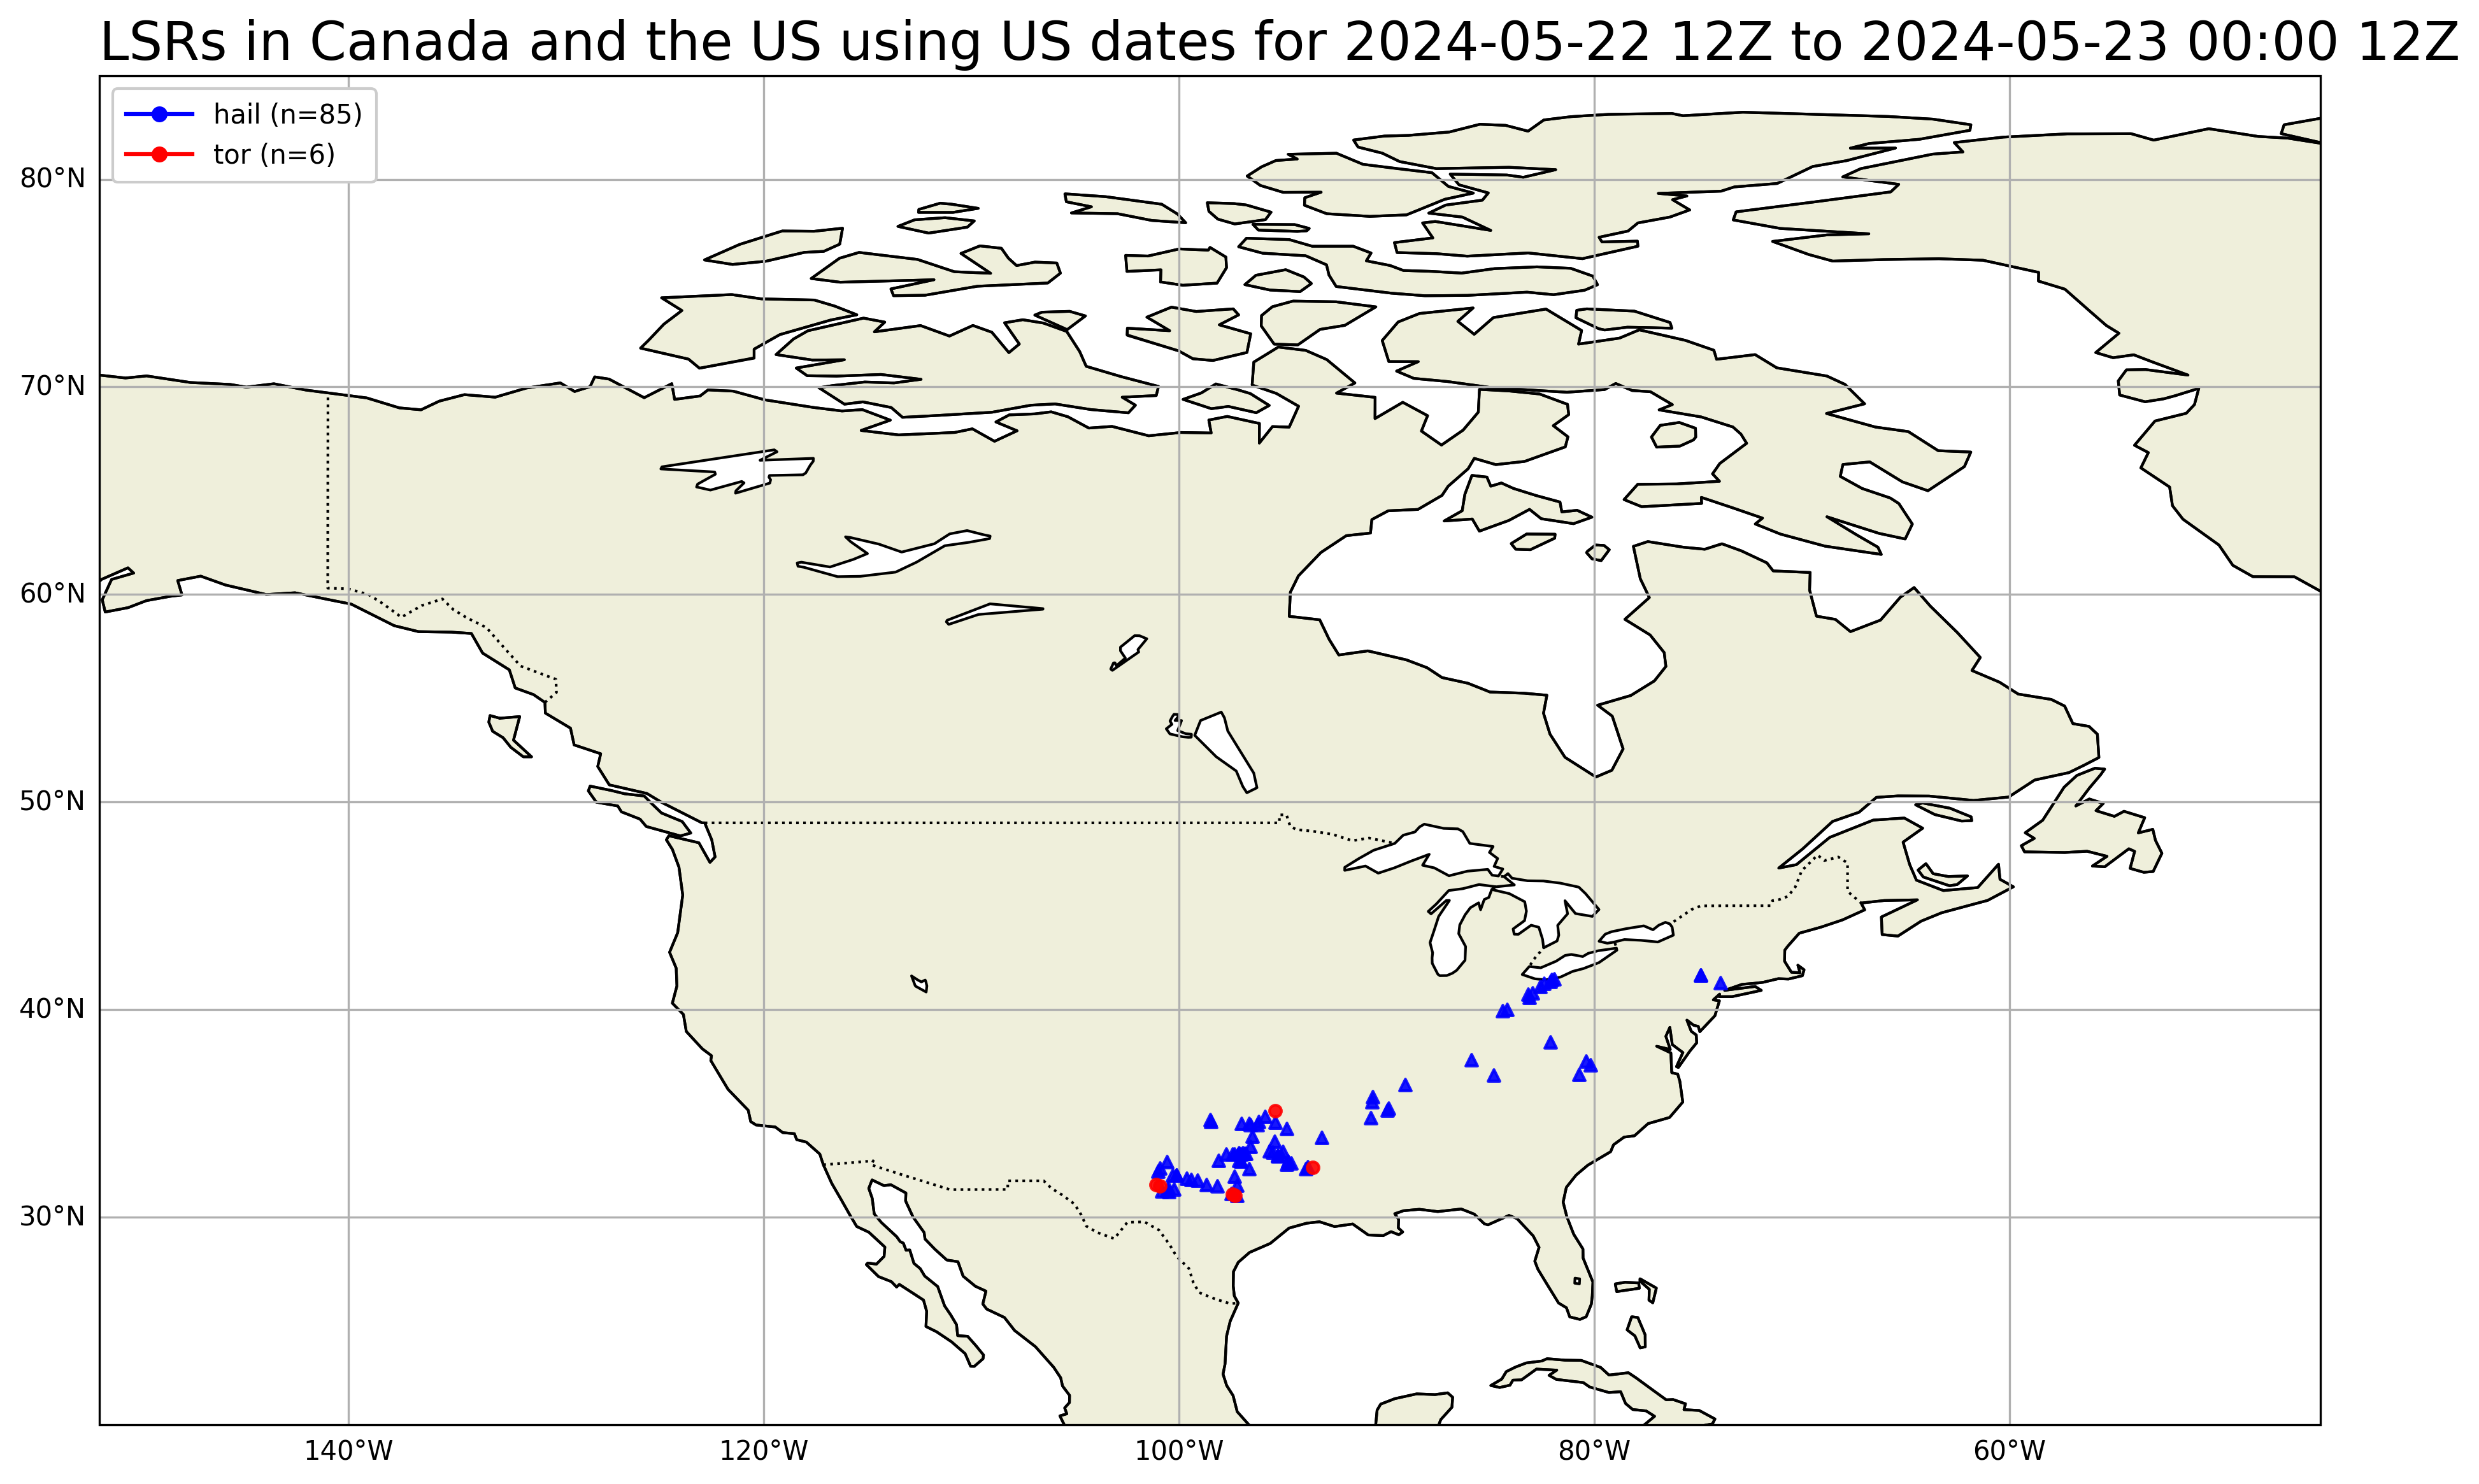 LSRs in Canada and the US using US dates for 2024-05-22 12Z to 2024-05-23 00:00 12Z
hail (n=85)
tor (n=6)
80°N
70°N
60°N
50°N
40°N
30°N
140°W 120°W 100°W 80°W 60°W